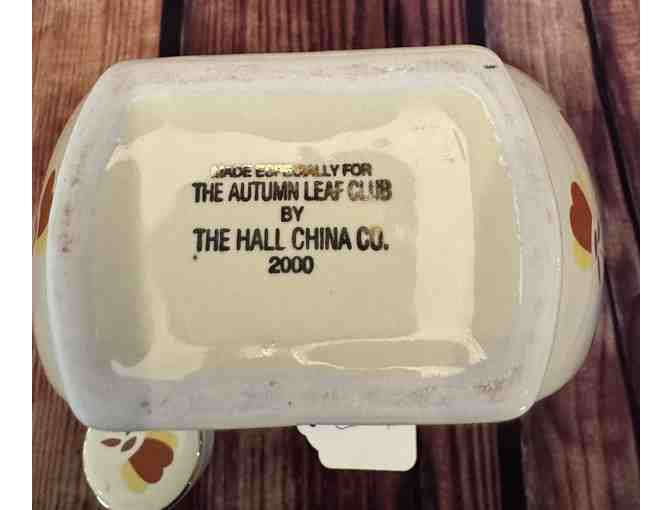 MADE ESPECIALLY FOR
THE AUTUMN LEAF CLUB
BY
THE HALL CHINA CO.
2000